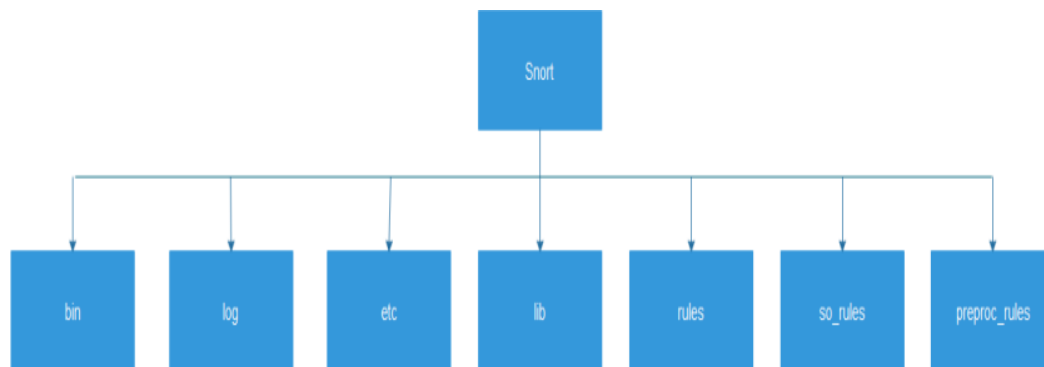 Snort
bin
log
etc
lib
rules
so_rules
preproc_rules